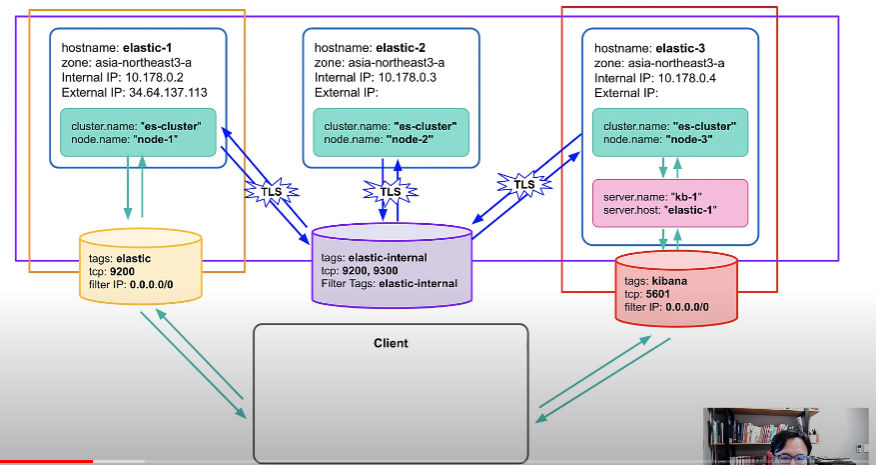 hostname: elastic-1
zone: asia-northeast3-a
Internal IP: 10.178.0.2
External IP: 34.64.137.113
cluster.name: "es-cluster"
node.name: "node-1"
hostname: elastic-2
zone: asia-northeast3-a
Internal IP: 10.178.0.3
External IP:
cluster.name: "es-cluster"
node.name: "node-2"
hostname: elastic-3
zone: asia-northeast3-a
Internal IP: 10.178.0.4
External IP:
cluster.name: "es-cluster"
node.name: "node-3"
TLS
TLS
TLS
server.name: "kb-1"
server.host: "elastic-1"
tags: elastic
tcp: 9200
filter IP: 0.0.0.0/0
tags: elastic-internal
tcp: 9200, 9300
Filter Tags: elastic-internal
tags: kibana
tcp: 5601
filter IP: 0.0.0.0/0
Client